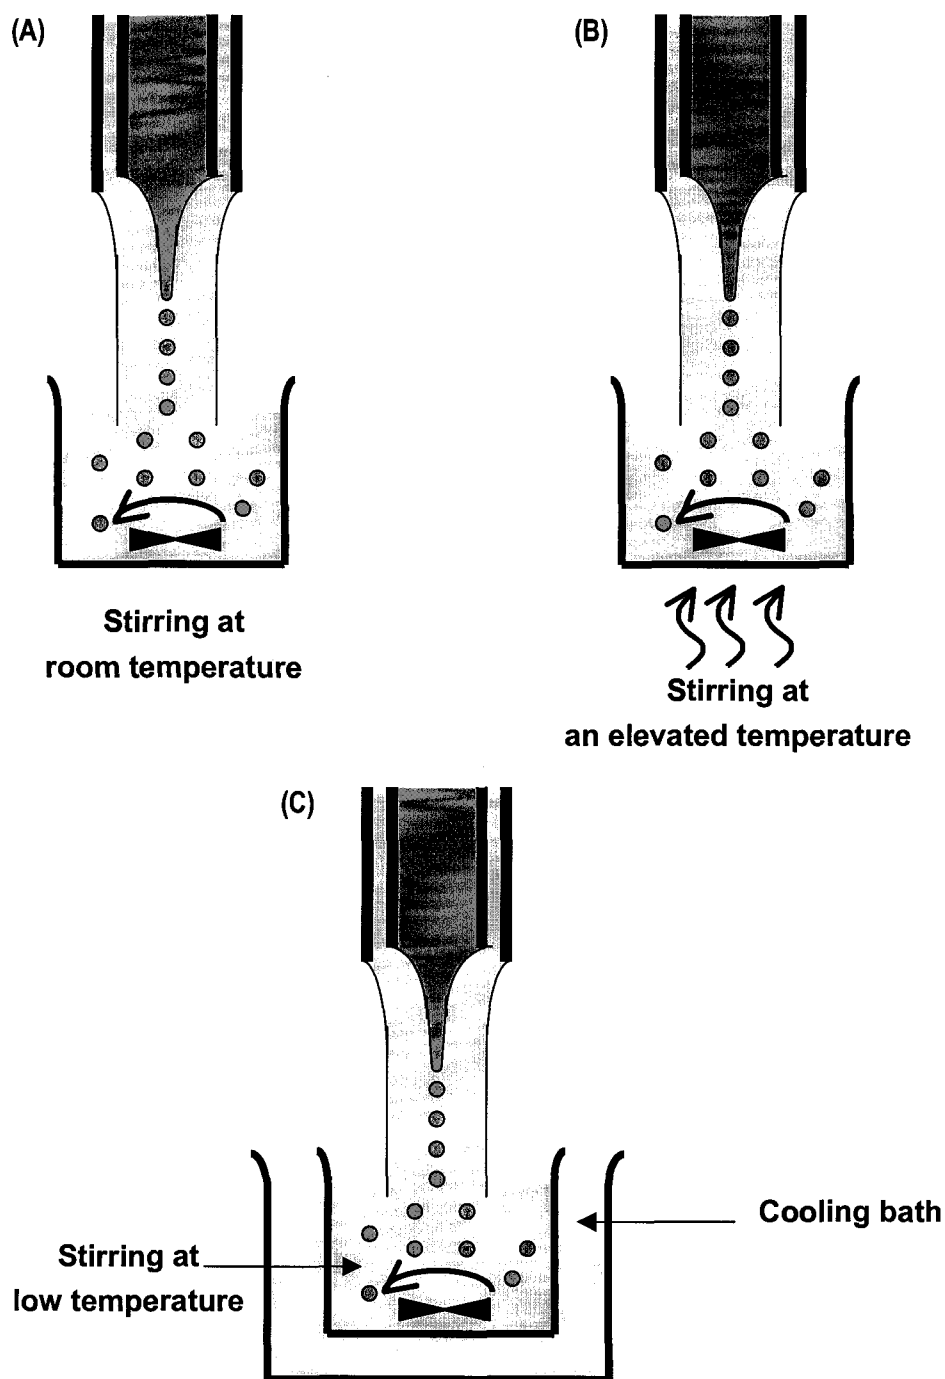 (A)
(B)
Stirring at
room temperature
Stirring at
an elevated temperature
(C)
Cooling bath
Stirring at
low temperature